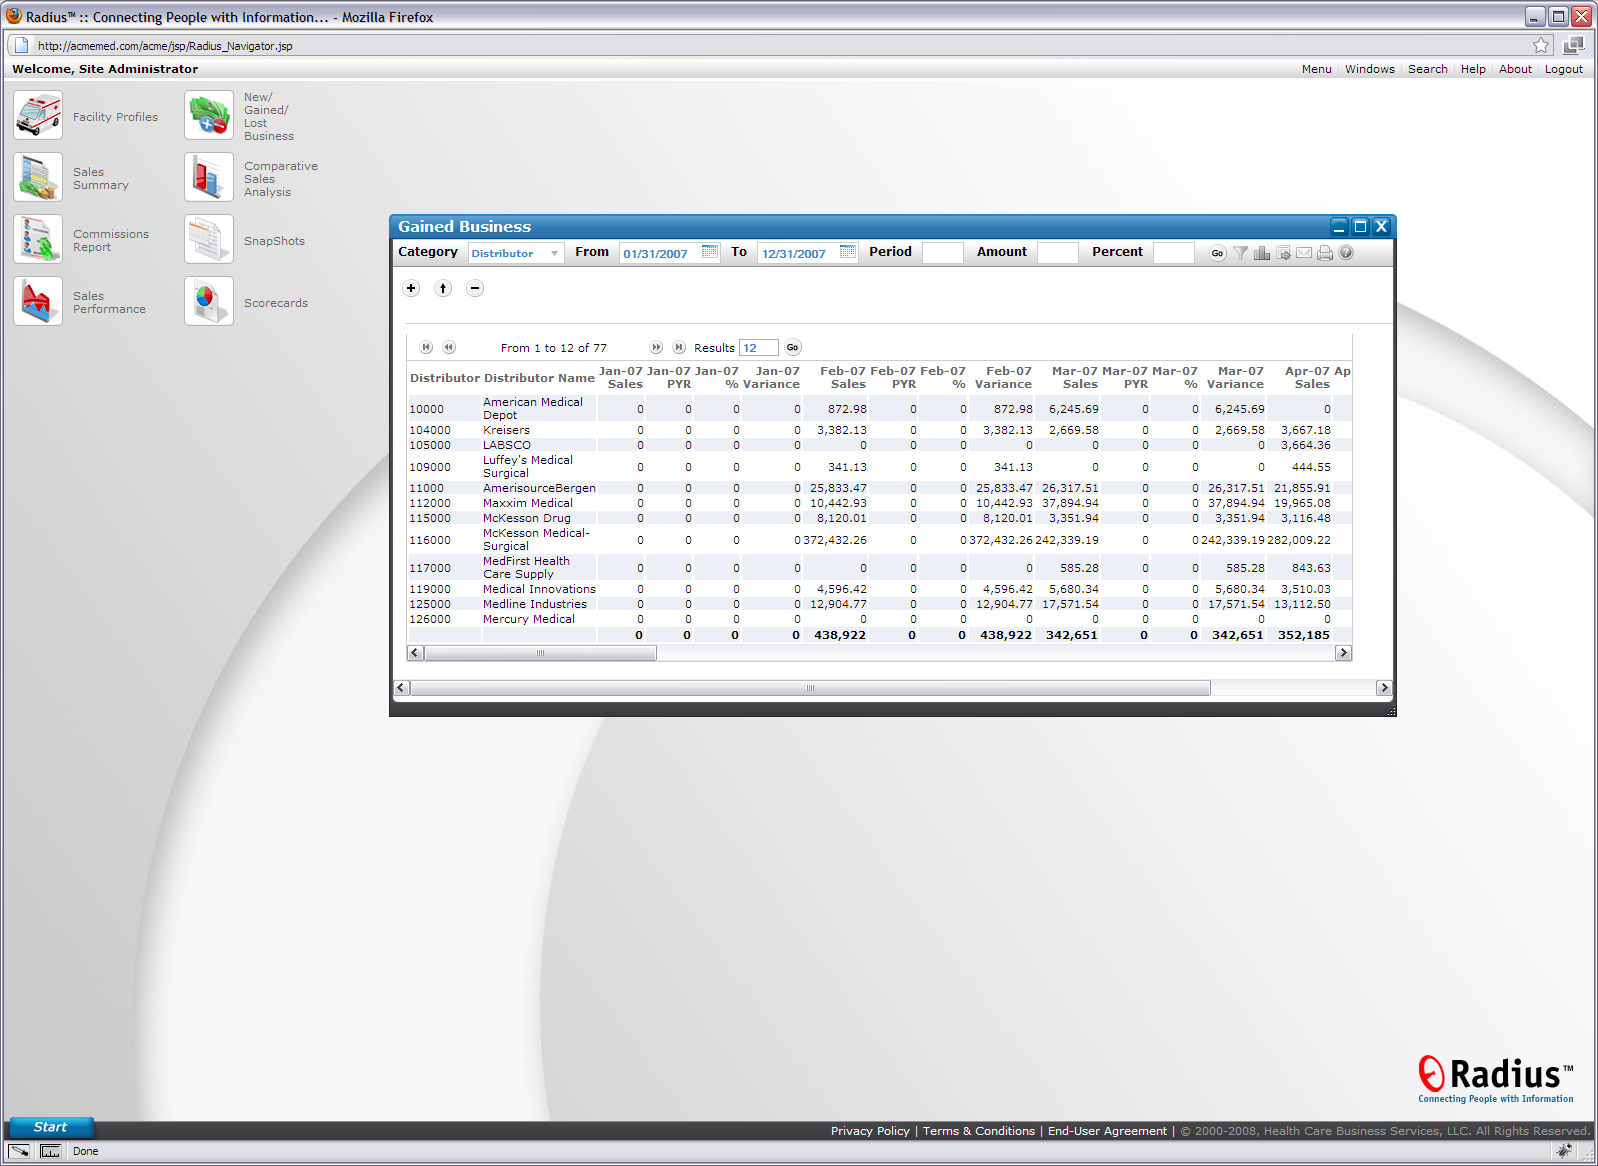 Radius™ :: Connecting People with Information... - Mozilla Firefox
http://acmemed.com/acme/jsp/Radius_Navigator.jsp
Welcome, Site Administrator
Menu Windows Search Help About Logout
Facility Profiles
New/
Gained/
Lost
Business
Sales
Summary
Comparative
Sales
Analysis
Commissions
Report
SnapShots
Sales
Performance
Scorecards
Gained Business
Category Distributor From 01/31/2007 To 12/31/2007 Period Amount Percent Go
From 1 to 12 of 77 Results 12 Go
Distributor Distributor Name Jan-07 Sales Jan-07 PYR Jan-07 % Jan-07 Variance Feb-07 Sales Feb-07 PYR Feb-07 % Feb-07 Variance Mar-07 Sales Mar-07 PYR Mar-07 % Mar-07 Variance Apr-07 Sales Ap
10000 American Medical Depot 0 0 0 0 872.98 0 0 872.98 6,245.69 0 0 6,245.69 0
104000 Kreisers 0 0 0 0 3,382.13 0 0 3,382.13 2,669.58 0 0 2,669.58 3,667.18
105000 LABSCO 0 0 0 0 0 0 0 0 0 0 0 0 3,664.36
109000 Luffey's Medical Surgical 0 0 0 0 341.13 0 0 341.13 0 0 0 0 444.55
11000 AmerisourceBergen 0 0 0 0 25,833.47 0 0 25,833.47 26,317.51 0 0 26,317.51 21,855.91
112000 Maxxim Medical 0 0 0 0 10,442.93 0 0 10,442.93 37,894.94 0 0 37,894.94 19,965.08
115000 McKesson Drug 0 0 0 0 8,120.01 0 0 8,120.01 3,351.94 0 0 3,351.94 3,116.48
116000 McKesson Medical-Surgical 0 0 0 0 372,432.26 0 0 372,432.26 242,339.19 0 0 242,339.19 282,009.22
117000 MedFirst Health Care Supply 0 0 0 0 0 0 0 0 585.28 0 0 585.28 843.63
119000 Medical Innovations 0 0 0 0 4,596.42 0 0 4,596.42 5,680.34 0 0 5,680.34 3,510.03
125000 Medline Industries 0 0 0 0 12,904.77 0 0 12,904.77 17,571.54 0 0 17,571.54 13,112.50
126000 Mercury Medical 0 0 0 0 0 0 0 0 0 0 0 0 0
0 0 0 0 438,922 0 0 438,922 342,651 0 0 342,651 352,185
Radius™
Connecting People with Information
Start
Privacy Policy | Terms & Conditions | End-User Agreement | © 2000-2008, Health Care Business Services, LLC. All Rights Reserved.
Done